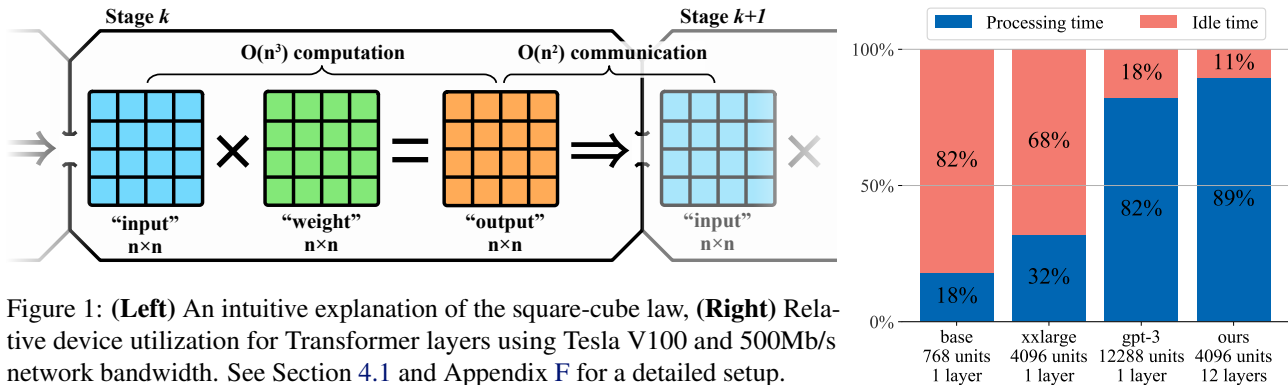 Stage k
Stage k+1
O(n³) computation
O(n²) communication
“input”
n×n
×
“weight”
n×n
=
“output”
n×n
⇒
“input”
n×n
×
Figure 1: (Left) An intuitive explanation of the square-cube law, (Right) Rela-
tive device utilization for Transformer layers using Tesla V100 and 500Mb/s
network bandwidth. See Section 4.1 and Appendix F for a detailed setup.
Processing time
Idle time
100%
50%
0%
82%
18%
68%
32%
18%
82%
11%
89%
base
768 units
1 layer
xxlarge
4096 units
1 layer
gpt-3
12288 units
1 layer
ours
4096 units
12 layers